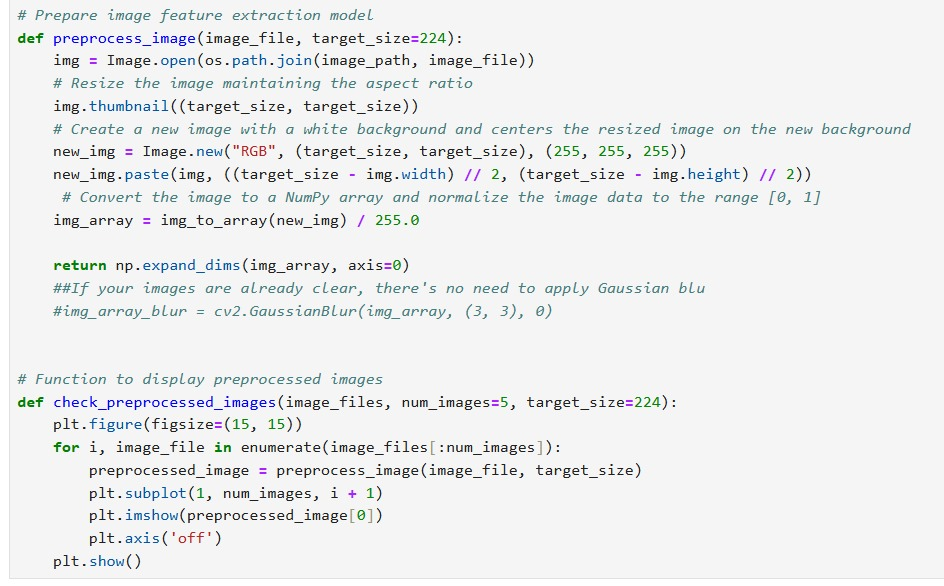 # Prepare image feature extraction model
def preprocess_image(image_file, target_size=224):
    img = Image.open(os.path.join(image_path, image_file))
    # Resize the image maintaining the aspect ratio
    img.thumbnail((target_size, target_size))
    # Create a new image with a white background and centers the resized image on the new background
    new_img = Image.new("RGB", (target_size, target_size), (255, 255, 255))
    new_img.paste(img, ((target_size - img.width) // 2, (target_size - img.height) // 2))
     # Convert the image to a NumPy array and normalize the image data to the range [0, 1]
    img_array = img_to_array(new_img) / 255.0

    return np.expand_dims(img_array, axis=0)
    ##If your images are already clear, there's no need to apply Gaussian blu
    #img_array_blur = cv2.GaussianBlur(img_array, (3, 3), 0)


# Function to display preprocessed images
def check_preprocessed_images(image_files, num_images=5, target_size=224):
    plt.figure(figsize=(15, 15))
    for i, image_file in enumerate(image_files[:num_images]):
        preprocessed_image = preprocess_image(image_file, target_size)
        plt.subplot(1, num_images, i + 1)
        plt.imshow(preprocessed_image[0])
        plt.axis('off')
    plt.show()